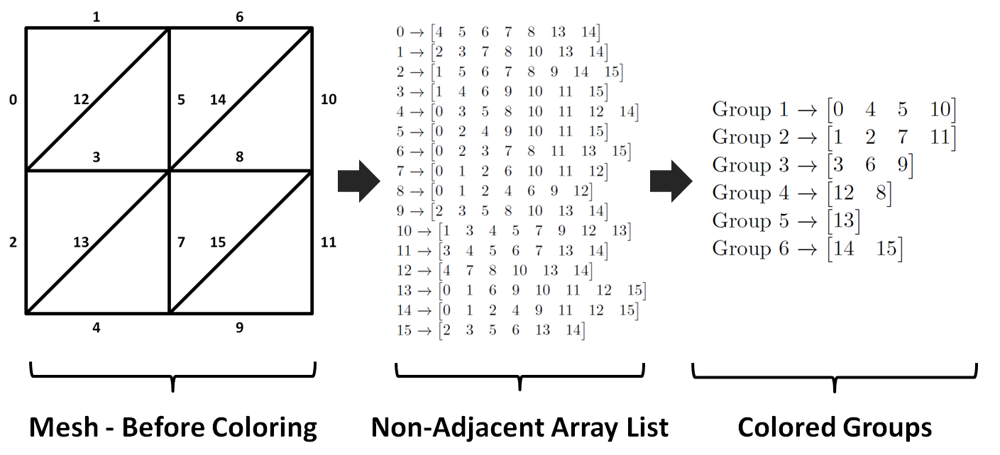 1 6
0 12 5 14 10
3 8
2 13 7 15 11
4 9
0 → [4 5 6 7 8 13 14]
1 → [2 3 7 8 10 13 14]
2 → [1 5 6 7 8 9 14 15]
3 → [1 4 6 9 10 11 15]
4 → [0 3 5 8 10 11 12 14]
5 → [0 2 4 9 10 11 15]
6 → [0 2 3 7 8 11 13 15]
7 → [0 1 2 6 10 11 12]
8 → [0 1 2 4 6 9 12]
9 → [2 3 5 8 10 13 14]
10 → [1 3 4 5 7 9 12 13]
11 → [3 4 5 6 7 13 14]
12 → [4 7 8 10 13 14]
13 → [0 1 6 9 10 11 12 15]
14 → [0 1 2 4 9 11 12 15]
15 → [2 3 5 6 13 14]
Group 1 → [0 4 5 10]
Group 2 → [1 2 7 11]
Group 3 → [3 6 9]
Group 4 → [12 8]
Group 5 → [13]
Group 6 → [14 15]
Mesh - Before Coloring
Non-Adjacent Array List
Colored Groups